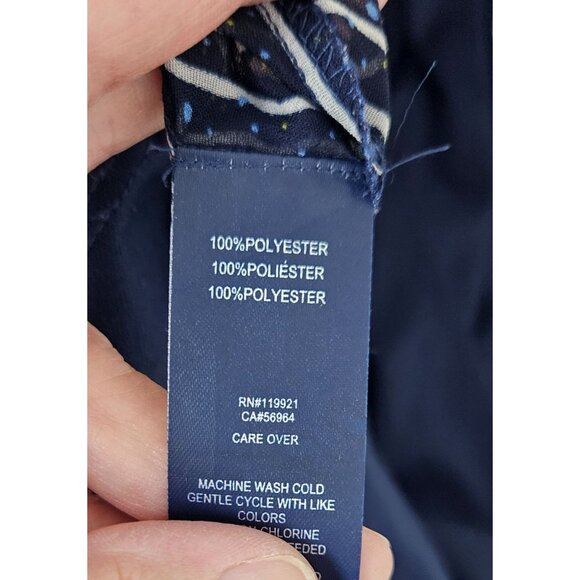 100%POLYESTER
100%POLIÉSTER
100%POLYESTER
RN#119921
CA#56964
CARE OVER
MACHINE WASH COLD
GENTLE CYCLE WITH LIKE
COLORS
CHLORINE